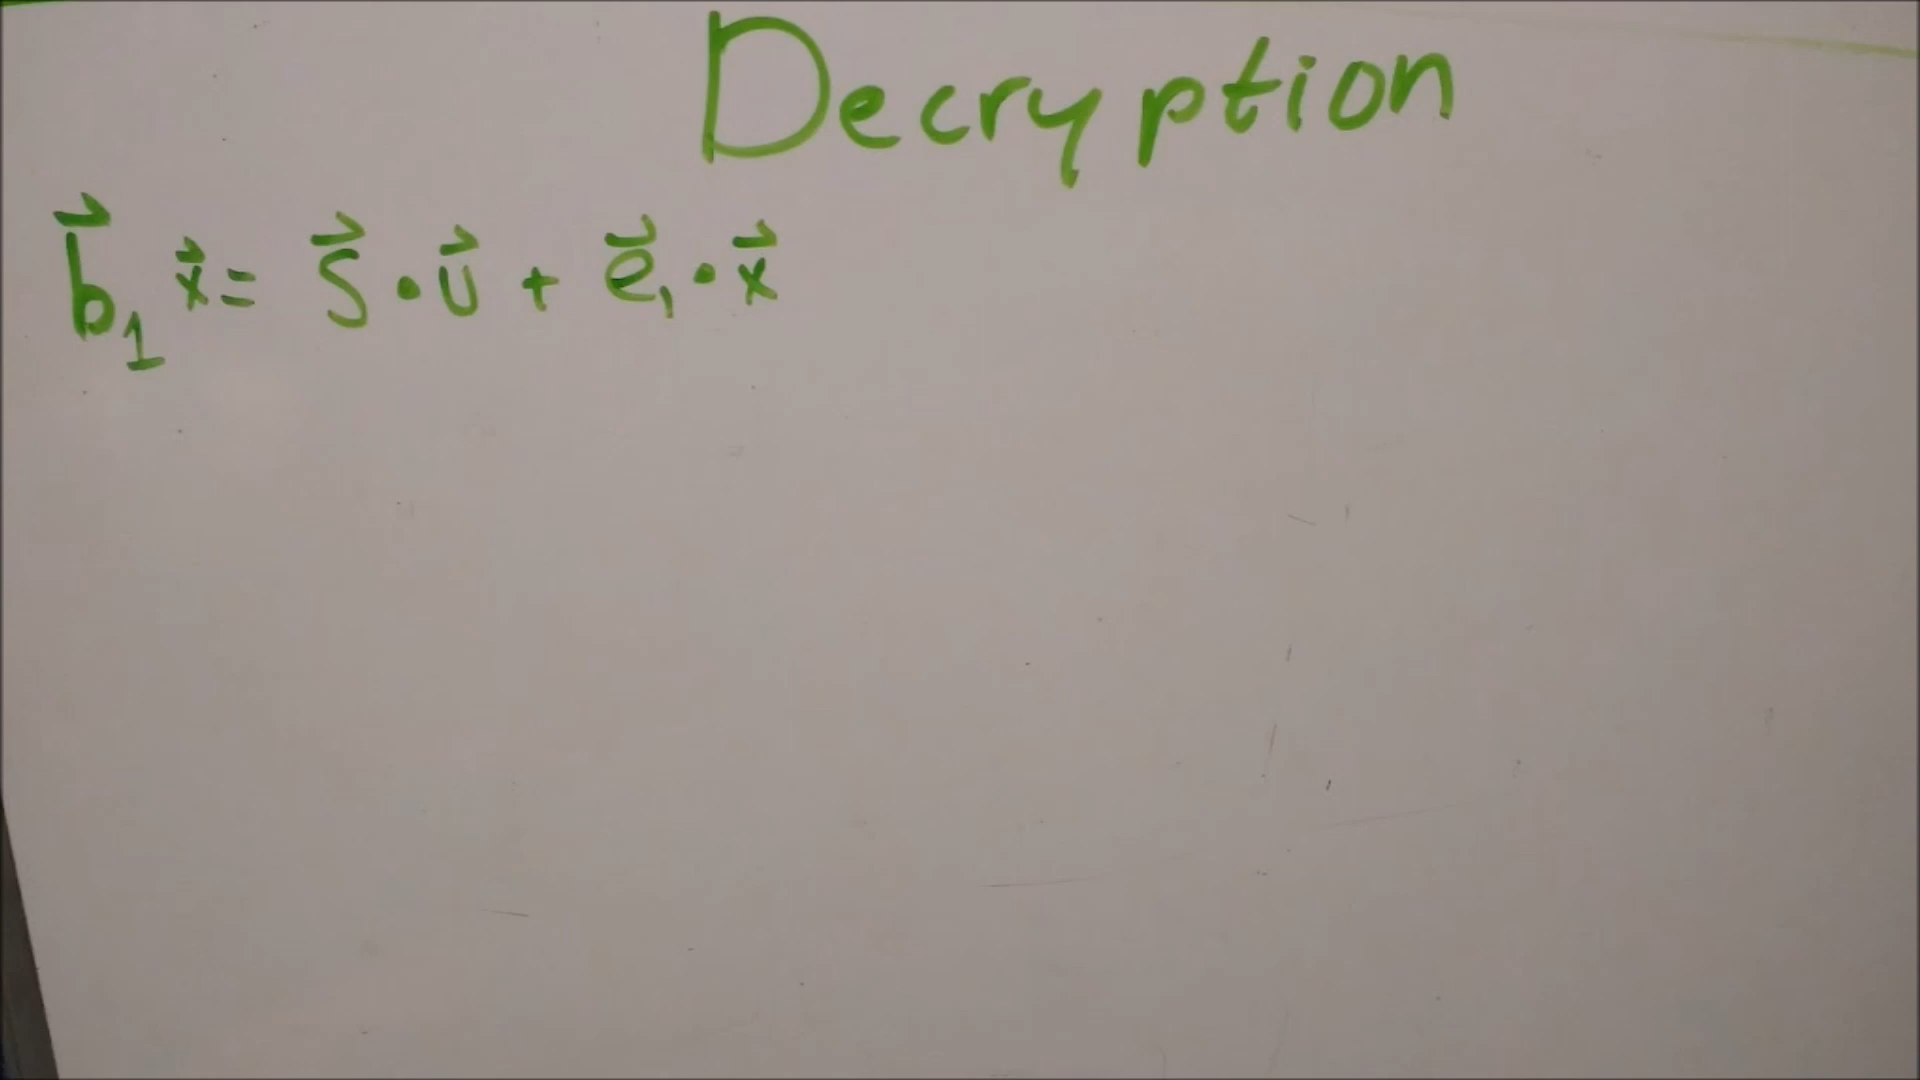 Decryption
b⃗₁ x⃗ = s⃗ · u⃗ + e⃗₁ · x⃗